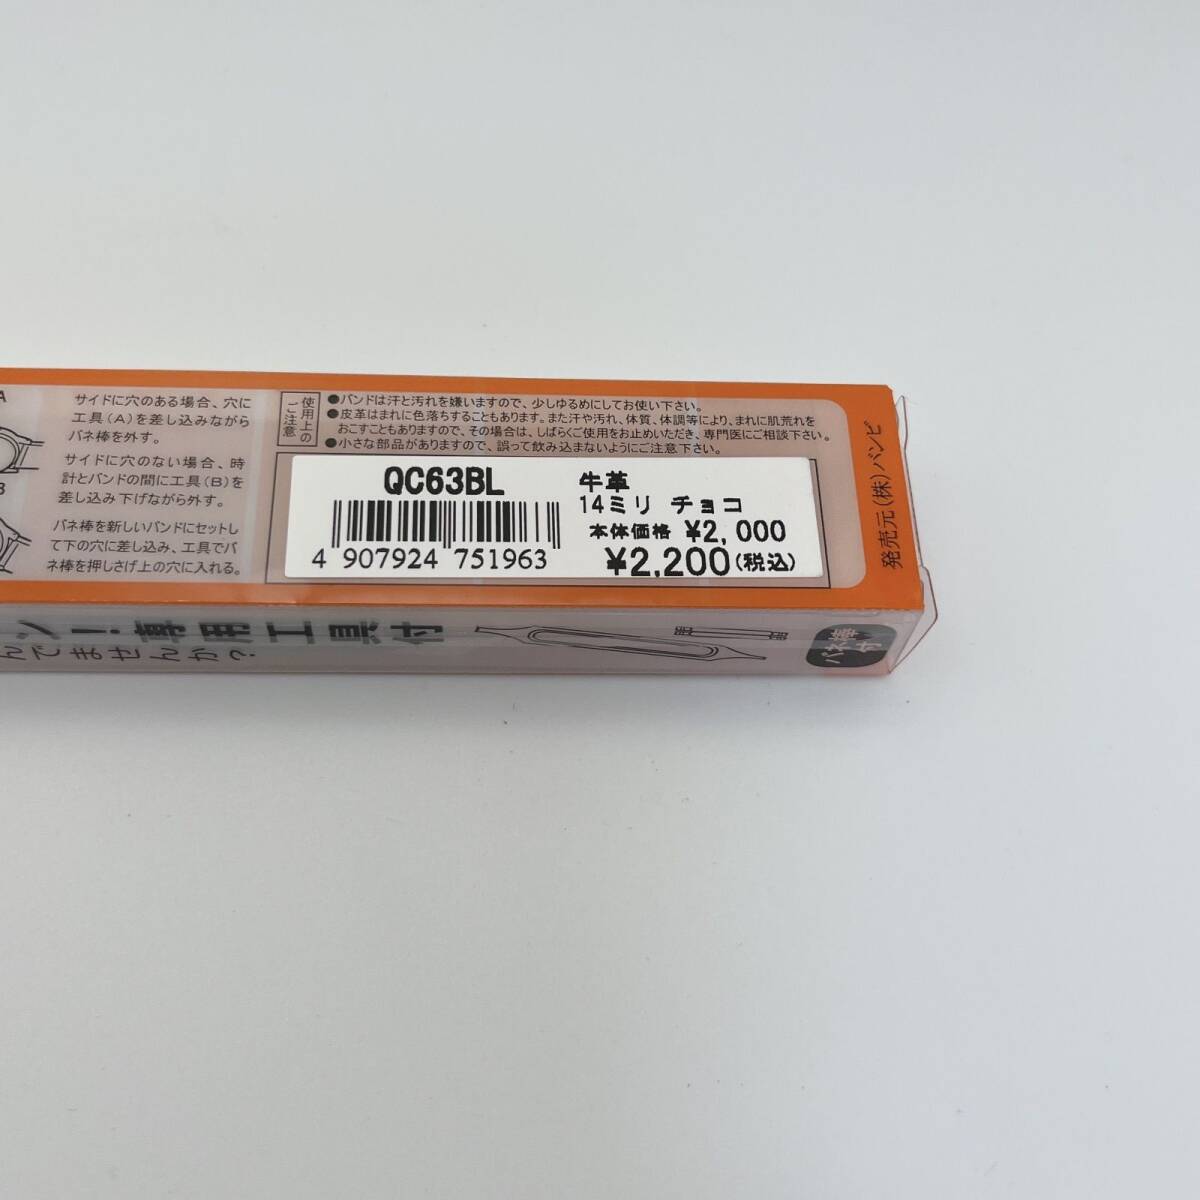 A
サイドに穴のある場合、穴に
工具(A)を差し込みながら
バネ棒を外す。
サイドに穴のない場合、時
計とバンドの間に工具(B)を
差し込み下げながら外す。
B
バネ棒を新しいバンドにセットし
て下の穴に差し込み、工具でバ
ネ棒を押しさげ上の穴に入れる。
使用上の
ご注意
●バンドは汗と汚れを嫌いますので、少しゆるめにしてお使い下さい。
●皮革はまれに色落ちすることもあります。また汗や汚れ、体質、体調等により、まれに肌荒れを
おこすこともありますので、その場合は、しばらくご使用をお止めいただき、専門医にご相談下さい。
●小さな部品がありますので、誤って飲み込まないようにご注意下さい。
QC63BL
4 907924 751963
牛革
14ミリ チョコ
本体価格 ¥2,000
¥2,200(税込)
発売元(株)バンビ
ン!専用工具付
んでませんか?
バネ棒
付